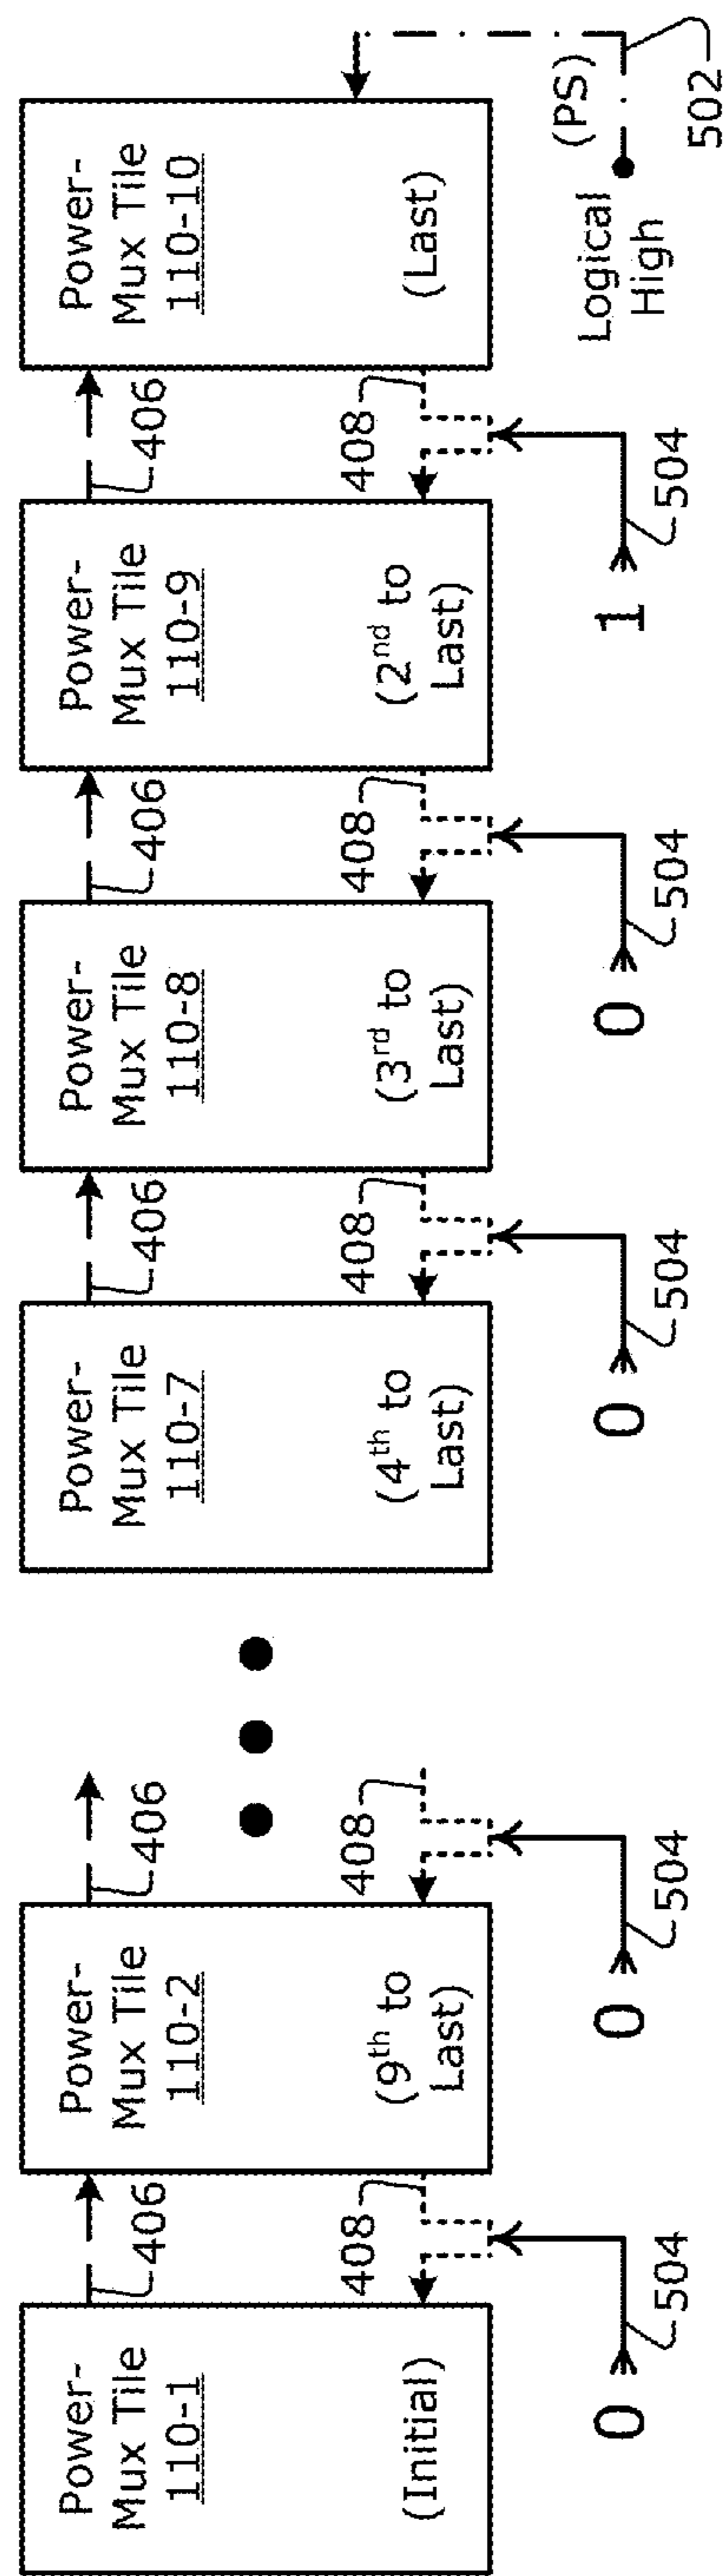 Power-
Mux Tile
110-1
(Initial)
406
408
0
504
Power-
Mux Tile
110-2
(9th to
Last)
406
408
0
504
Power-
Mux Tile
110-7
(4th to
Last)
406
408
0
504
Power-
Mux Tile
110-8
(3rd to
Last)
406
408
0
504
Power-
Mux Tile
110-9
(2nd to
Last)
406
408
1
504
Power-
Mux Tile
110-10
(Last)
Logical
High
(PS)
502